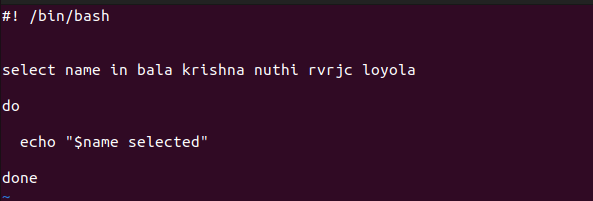 #! /bin/bash
select name in bala krishna nuthi rvrjc loyola
do
  echo "$name selected"
done
~